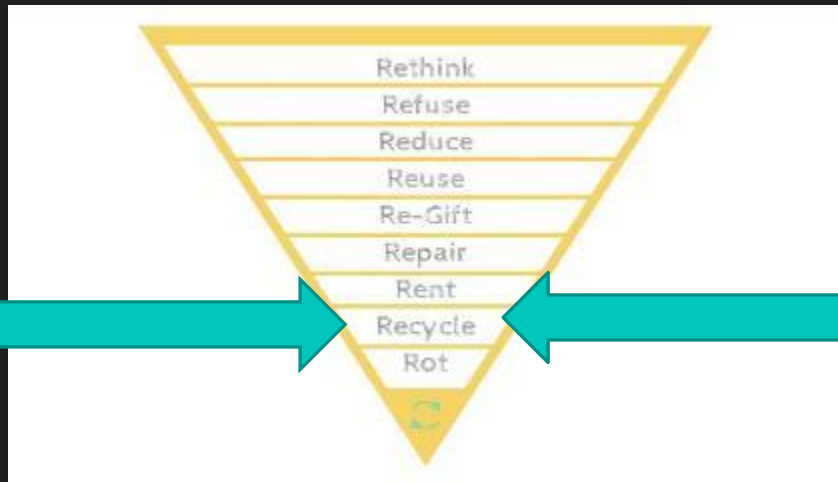 Rethink
Refuse
Reduce
Reuse
Re-Gift
Repair
Rent
Recycle
Rot